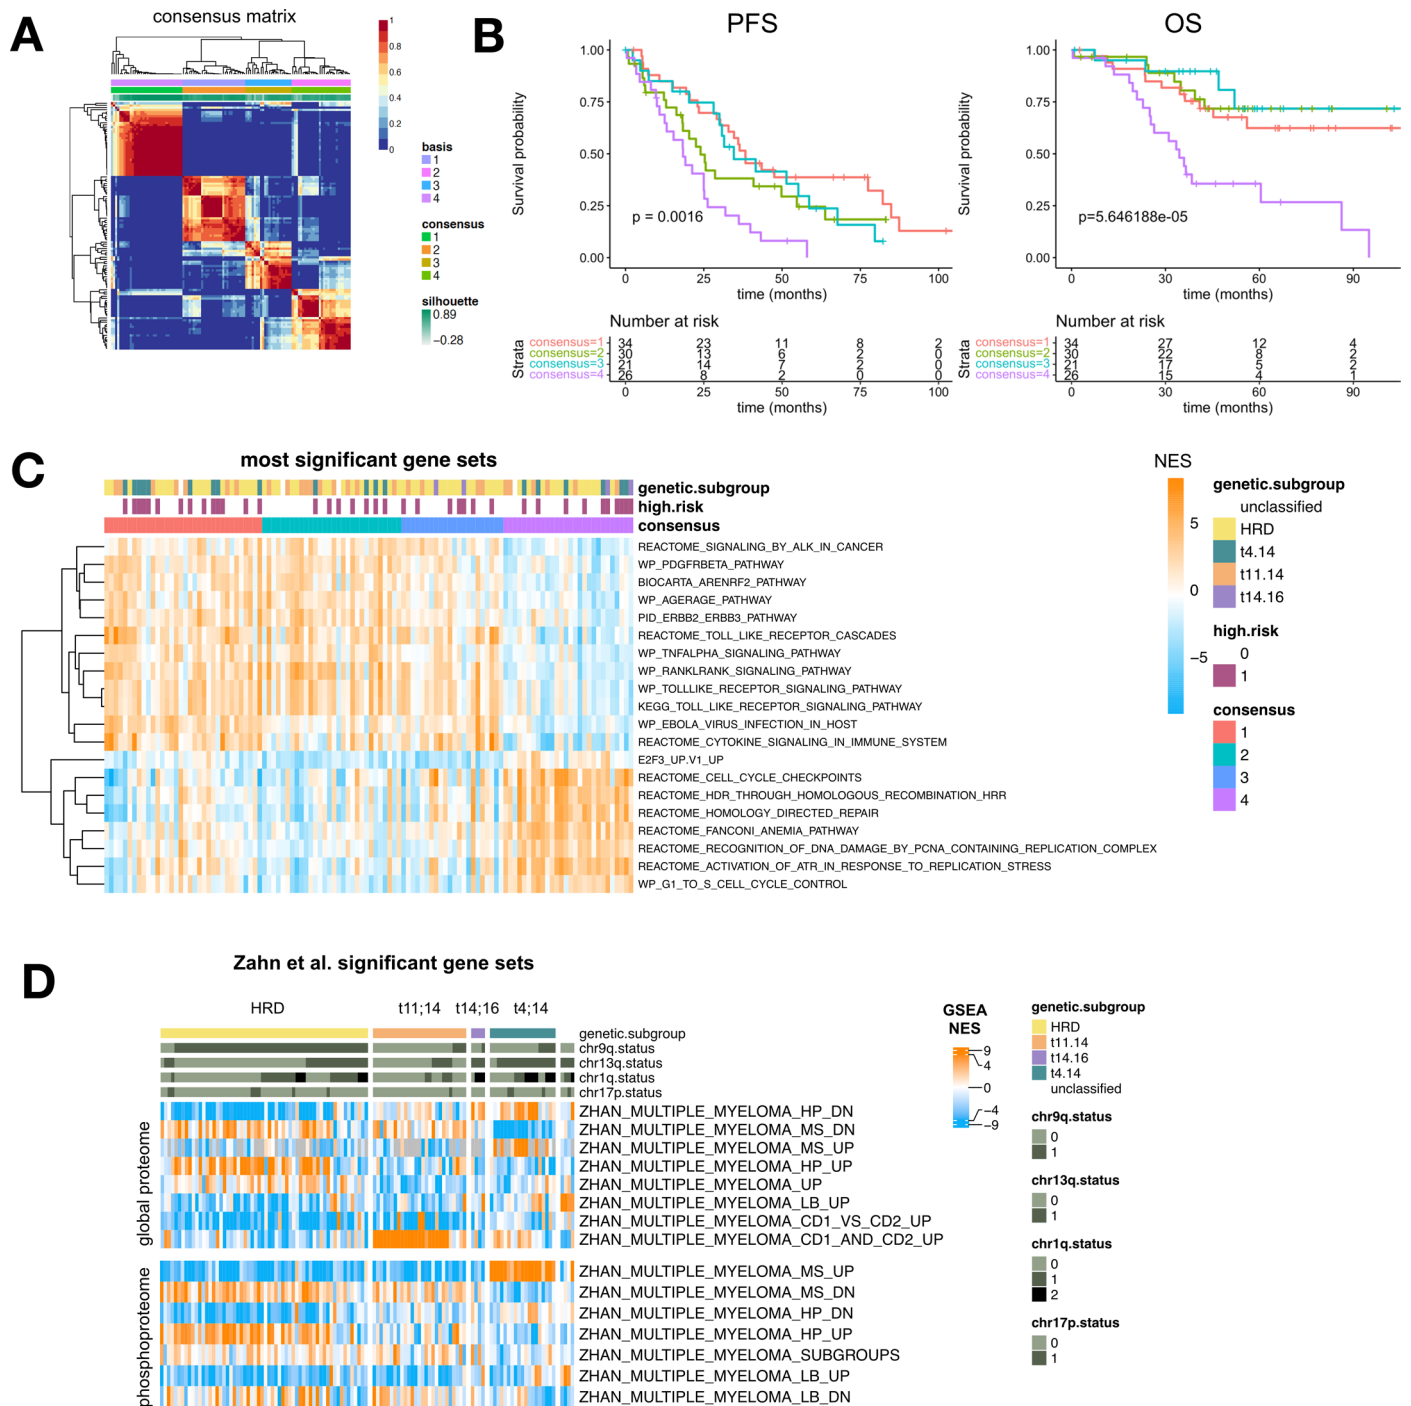 A
consensus matrix
1
0.8
0.6
0.4
0.2
0
basis
1
2
3
4
consensus
1
2
3
4
silhouette
0.89
−0.28
B
PFS
Survival probability
1.00
0.75
0.50
0.25
0.00
p = 0.0016
0 25 50 75 100
time (months)
Number at risk
Strata
consensus=1 34 23 11 8 2
consensus=2 30 13 6 2 0
consensus=3 21 14 7 2 0
consensus=4 26 8 2 0 0
0 25 50 75 100
time (months)
OS
Survival probability
1.00
0.75
0.50
0.25
0.00
p=5.646188e-05
0 30 60 90
time (months)
Number at risk
Strata
consensus=1 34 27 12 4
consensus=2 30 22 8 2
consensus=3 21 17 5 2
consensus=4 26 15 4 1
0 30 60 90
time (months)
C
most significant gene sets
genetic.subgroup
high.risk
consensus
REACTOME_SIGNALING_BY_ALK_IN_CANCER
WP_PDGFRBETA_PATHWAY
BIOCARTA_ARENRF2_PATHWAY
WP_AGERAGE_PATHWAY
PID_ERBB2_ERBB3_PATHWAY
REACTOME_TOLL_LIKE_RECEPTOR_CASCADES
WP_TNFALPHA_SIGNALING_PATHWAY
WP_RANKLRANK_SIGNALING_PATHWAY
WP_TOLLLIKE_RECEPTOR_SIGNALING_PATHWAY
KEGG_TOLL_LIKE_RECEPTOR_SIGNALING_PATHWAY
WP_EBOLA_VIRUS_INFECTION_IN_HOST
REACTOME_CYTOKINE_SIGNALING_IN_IMMUNE_SYSTEM
E2F3_UP.V1_UP
REACTOME_CELL_CYCLE_CHECKPOINTS
REACTOME_HDR_THROUGH_HOMOLOGOUS_RECOMBINATION_HRR
REACTOME_HOMOLOGY_DIRECTED_REPAIR
REACTOME_FANCONI_ANEMIA_PATHWAY
REACTOME_RECOGNITION_OF_DNA_DAMAGE_BY_PCNA_CONTAINING_REPLICATION_COMPLEX
REACTOME_ACTIVATION_OF_ATR_IN_RESPONSE_TO_REPLICATION_STRESS
WP_G1_TO_S_CELL_CYCLE_CONTROL
NES
5
0
−5
genetic.subgroup
unclassified
HRD
t4.14
t11.14
t14.16
high.risk
0
1
consensus
1
2
3
4
D
Zahn et al. significant gene sets
HRD t11;14 t14;16 t4;14
genetic.subgroup
chr9q.status
chr13q.status
chr1q.status
chr17p.status
global proteome
ZHAN_MULTIPLE_MYELOMA_HP_DN
ZHAN_MULTIPLE_MYELOMA_MS_DN
ZHAN_MULTIPLE_MYELOMA_MS_UP
ZHAN_MULTIPLE_MYELOMA_HP_UP
ZHAN_MULTIPLE_MYELOMA_UP
ZHAN_MULTIPLE_MYELOMA_LB_UP
ZHAN_MULTIPLE_MYELOMA_CD1_VS_CD2_UP
ZHAN_MULTIPLE_MYELOMA_CD1_AND_CD2_UP
phosphoproteome
ZHAN_MULTIPLE_MYELOMA_MS_UP
ZHAN_MULTIPLE_MYELOMA_MS_DN
ZHAN_MULTIPLE_MYELOMA_HP_DN
ZHAN_MULTIPLE_MYELOMA_HP_UP
ZHAN_MULTIPLE_MYELOMA_SUBGROUPS
ZHAN_MULTIPLE_MYELOMA_LB_UP
ZHAN_MULTIPLE_MYELOMA_LB_DN
GSEA
NES
9
4
0
−4
−9
genetic.subgroup
HRD
t11.14
t14.16
t4.14
unclassified
chr9q.status
0
1
chr13q.status
0
1
chr1q.status
0
1
2
chr17p.status
0
1